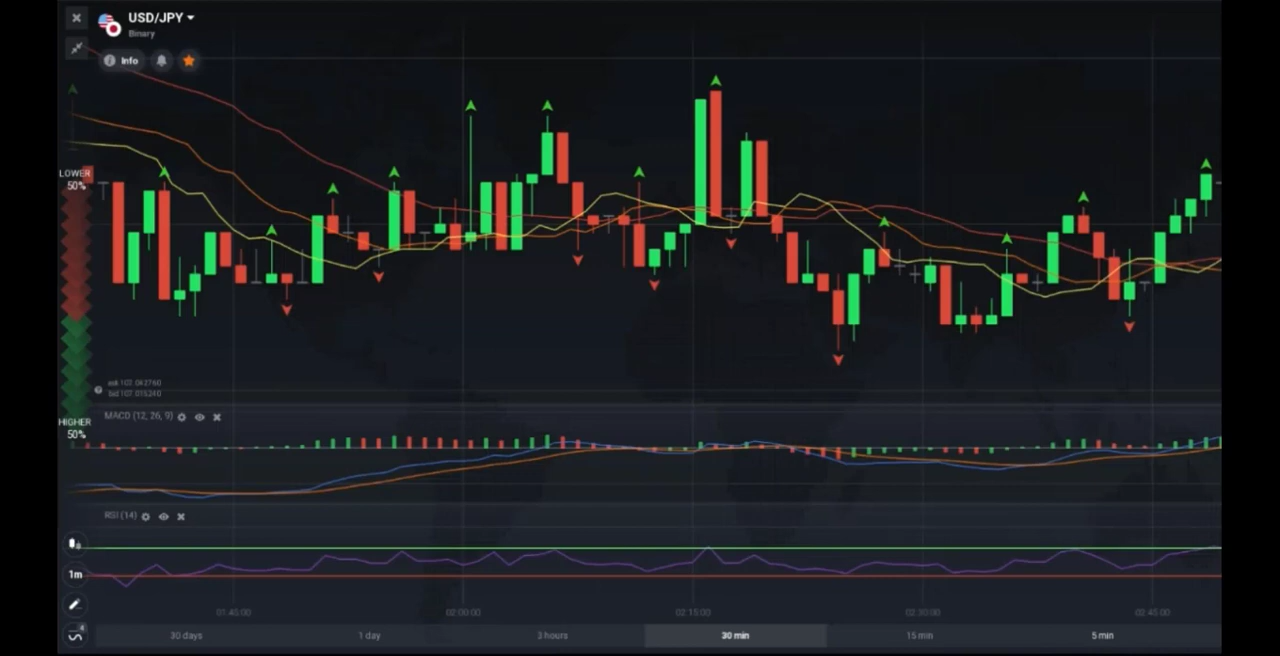 USD/JPY
Binary
Info
LOWER
50%
HIGHER
50%
MACD (12, 26, 9)
RSI (14)
1m
4
01:45:00 02:00:00 02:15:00 02:30:00 02:45:00
30 days 1 day 3 hours 30 min 15 min 5 min